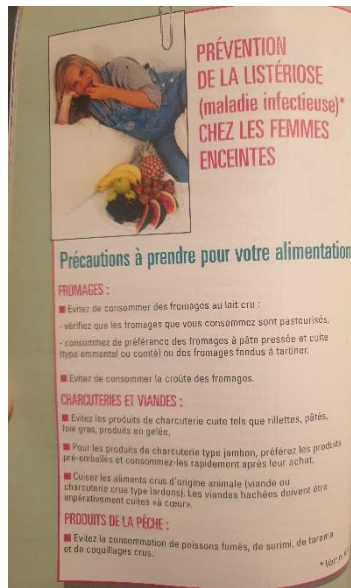 PRÉVENTION
DE LA LISTÉRIOSE
(maladie infectieuse)*
CHEZ LES FEMMES
ENCEINTES
Précautions à prendre pour votre alimentation
FROMAGES :
■ Evitez de consommer des fromages au lait cru :
- vérifiez que les fromages que vous consommez sont pasteurisés,
- consommez de préférence des fromages à pâte pressée et cuite
(type emmental ou comté) ou des fromages fondus à tartiner.
■ Evitez de consommer la croûte des fromages.
CHARCUTERIES ET VIANDES :
■ Evitez les produits de charcuterie cuite tels que rillettes, pâtés,
foie gras, produits en gelée,
■ Pour les produits de charcuterie type jambon, préférez les produits
pré-emballés et consommez-les rapidement après leur achat,
■ Cuisez les aliments crus d'origine animale (viande ou
charcuterie crue type lardons). Les viandes hachées doivent être
impérativement cuites «à cœur».
PRODUITS DE LA PÊCHE :
■ Evitez la consommation de poissons fumés, de surimi, de tarama
et de coquillages crus.
* Voir p.